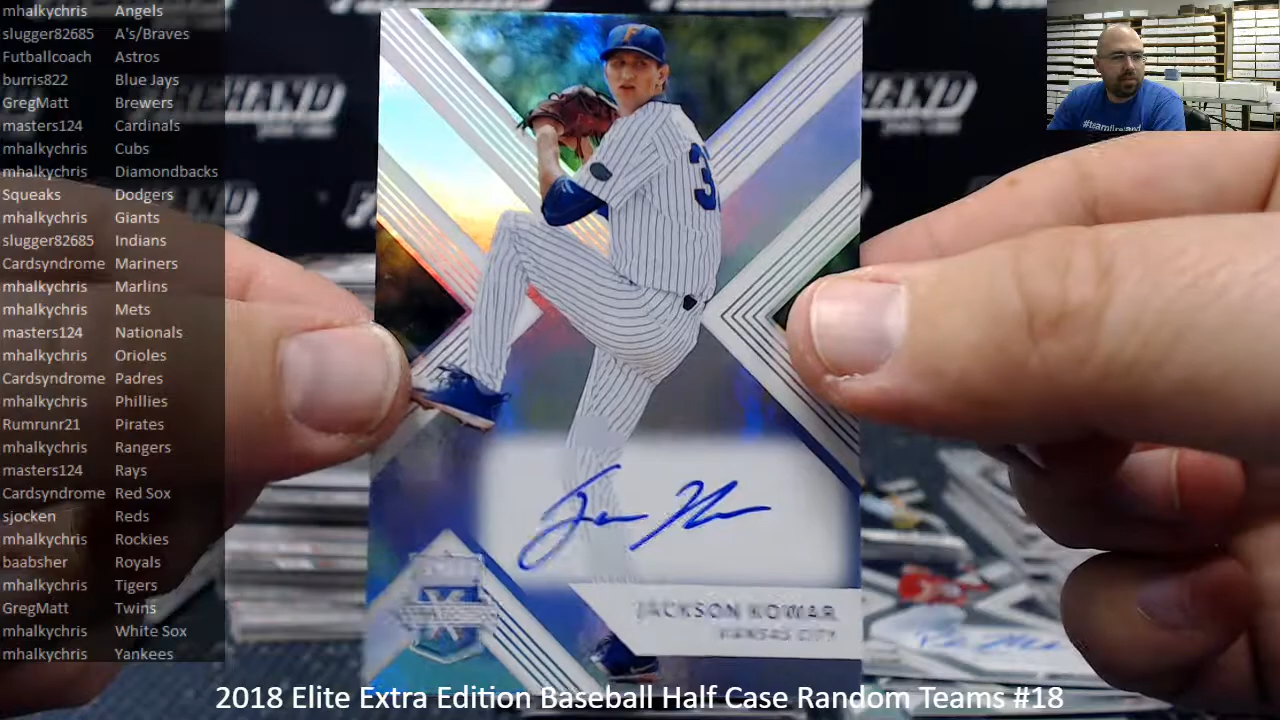 mhalkychris Angels
slugger82685 A's/Braves
Futballcoach Astros
burris822 Blue Jays
GregMatt Brewers
masters124 Cardinals
mhalkychris Cubs
mhalkychris Diamondbacks
Squeaks Dodgers
mhalkychris Giants
slugger82685 Indians
Cardsyndrome Mariners
mhalkychris Marlins
mhalkychris Mets
masters124 Nationals
mhalkychris Orioles
Cardsyndrome Padres
mhalkychris Phillies
Rumrunr21 Pirates
mhalkychris Rangers
masters124 Rays
Cardsyndrome Red Sox
sjocken Reds
mhalkychris Rockies
baabsher Royals
mhalkychris Tigers
GregMatt Twins
mhalkychris White Sox
mhalkychris Yankees
F
JACKSON KOWAR
KANSAS CITY
2018 Elite Extra Edition Baseball Half Case Random Teams #18